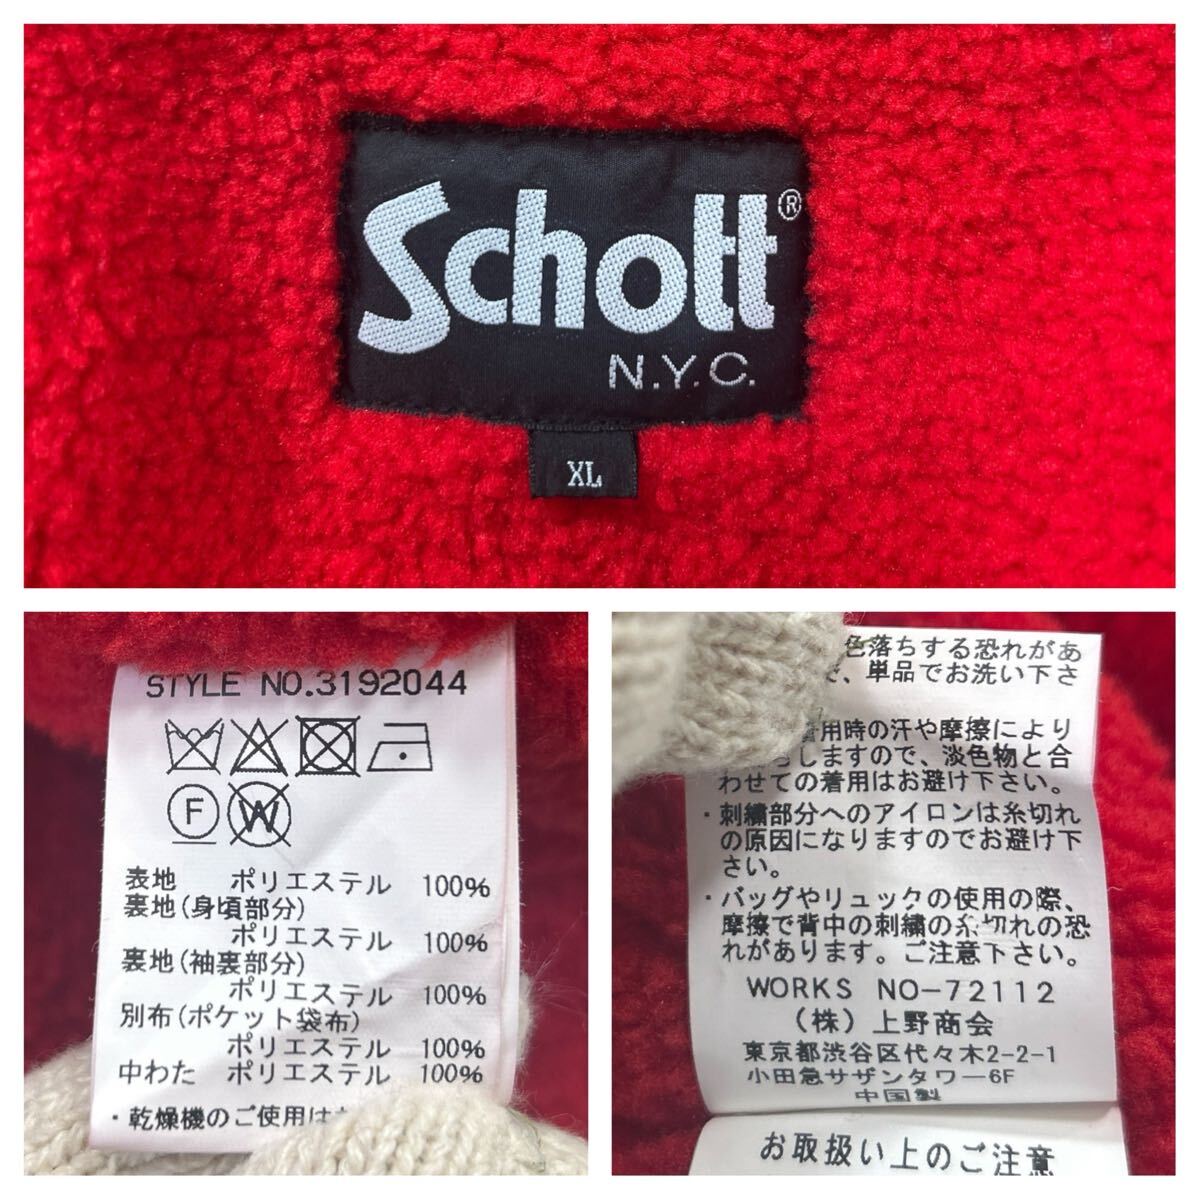 Schott®
N.Y.C.
XL
STYLE NO.3192044
F W
表地 ポリエステル 100%
裏地(身頃部分)
ポリエステル 100%
裏地(袖裏部分)
ポリエステル 100%
別布(ポケット袋布)
ポリエステル 100%
中わた ポリエステル 100%
・乾燥機のご使用は
色落ちする恐れがあ
、単品でお洗い下さ
用時の汗や摩擦により
しますので、淡色物と合
わせての着用はお避け下さい。
・刺繍部分へのアイロンは糸切れ
の原因になりますのでお避け下
さい。
・バッグやリュックの使用の際、
摩擦で背中の刺繍の糸切れの恐
れがあります。ご注意下さい。
WORKS NO-72112
(株)上野商会
東京都渋谷区代々木2-2-1
小田急サザンタワー6F
中国製
お取扱い上のご注意